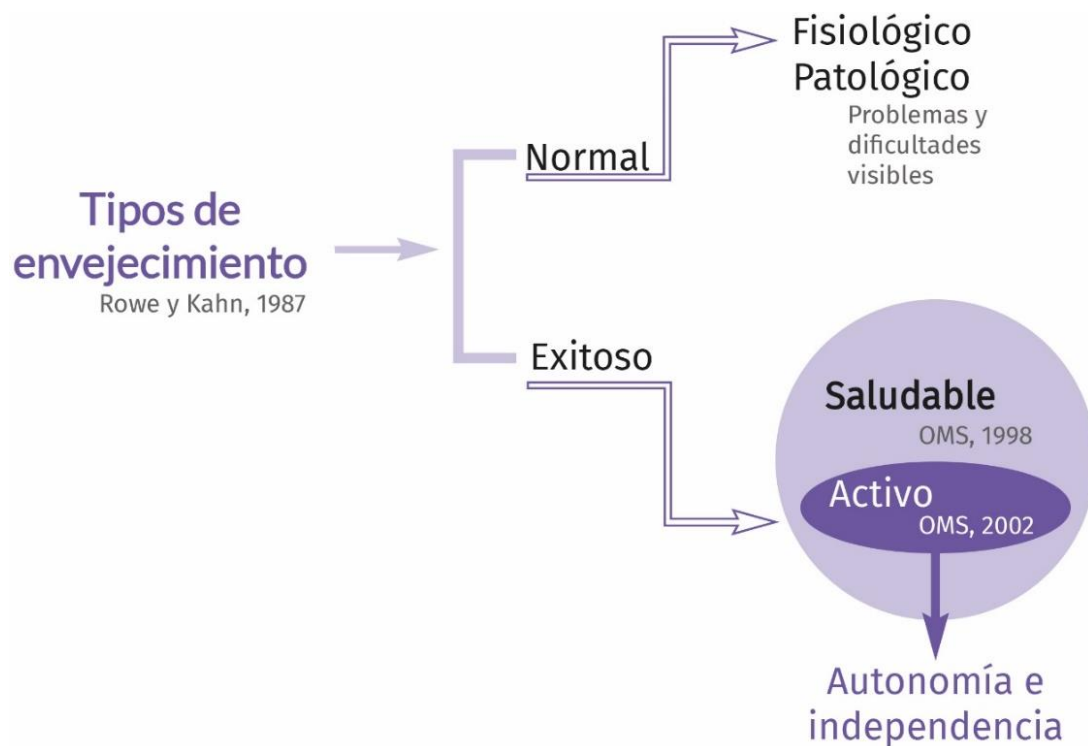 Tipos de
envejecimiento
Rowe y Kahn, 1987
Normal
Fisiológico
Patológico
Problemas y
dificultades
visibles
Exitoso
Saludable
OMS, 1998
Activo
OMS, 2002
Autonomía e
independencia